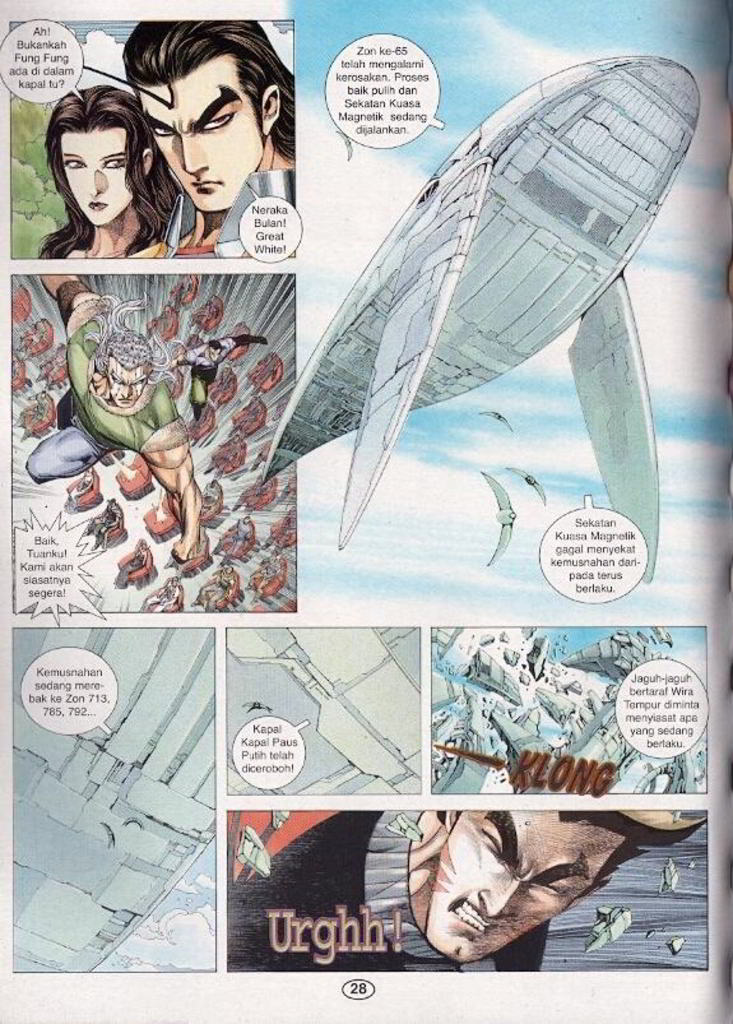 Ah!
Bukankah
Fung Fung
ada di dalam
kapal tu?
Neraka
Bulan!
Great
White!
Zon ke-65
telah mengalami
kerosakan. Proses
baik pulih dan
Sekatan Kuasa
Magnetik sedang
dijalankan.
Baik,
Tuanku!
Kami akan
siasatnya
segera!
Sekatan
Kuasa Magnetik
gagal menyekat
kemusnahan dari-
pada terus
berlaku.
Kemusnahan
sedang mere-
bak ke Zon 713,
785, 792...
Kapal
Kapal Paus
Putih telah
diceroboh!
Jaguh-jaguh
bertaraf Wira
Tempur diminta
menyiasat apa
yang sedang
berlaku.
KLONG
Urghh!
28